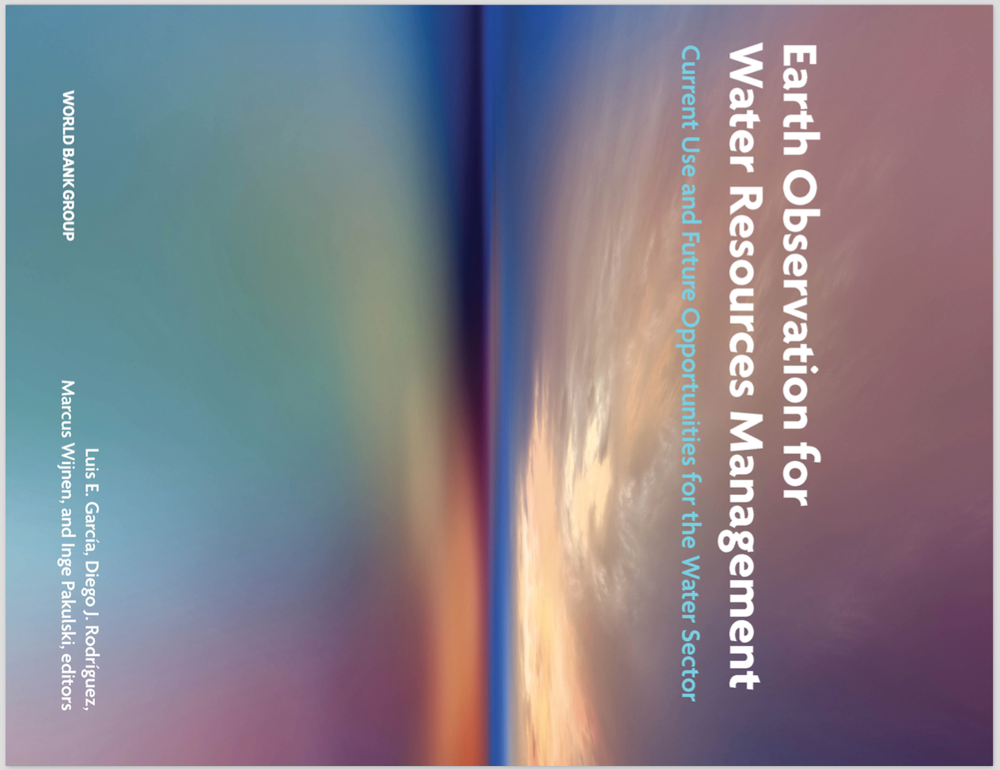 Earth Observation for
Water Resources Management
Current Use and Future Opportunities for the Water Sector
Luis E. García, Diego J. Rodríguez,
Marcus Wijnen, and Inge Pakulski, editors
WORLD BANK GROUP